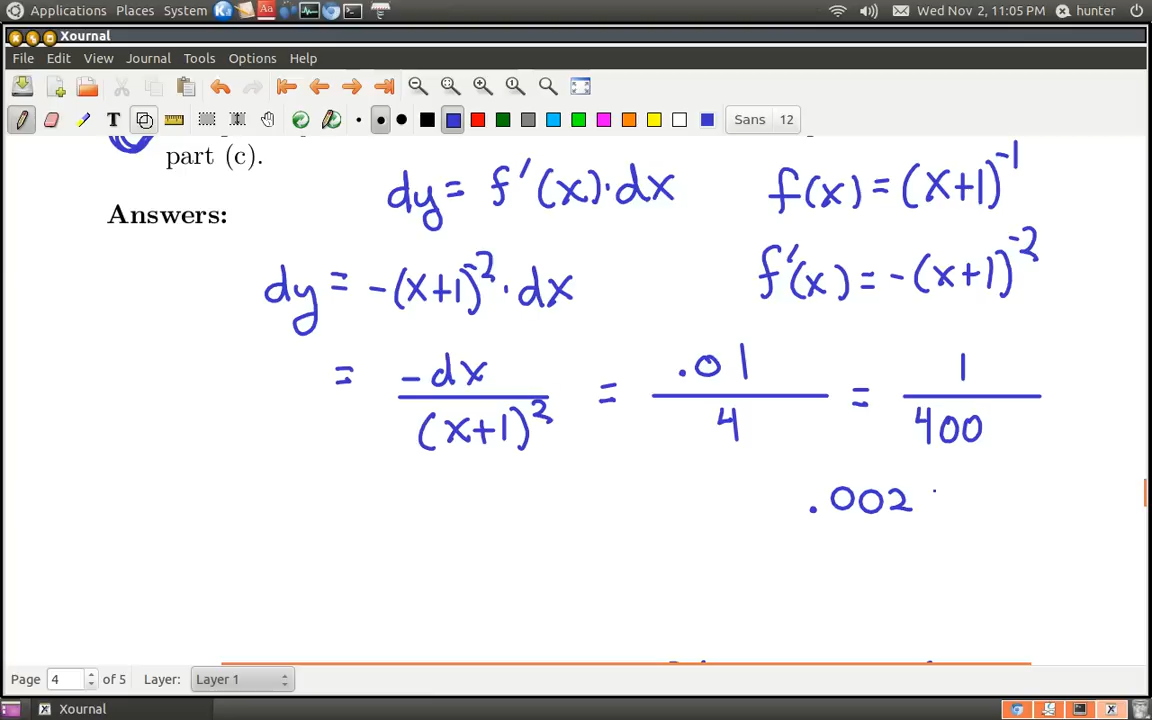 Applications Places System Wed Nov 2, 11:05 PM hunter
Xournal
File Edit View Journal Tools Options Help
Sans 12
part (c).
dy = f'(x)·dx f(x) = (x+1)^-1
Answers:
dy = -(x+1)^-2 · dx f'(x) = -(x+1)^-2
= -dx / (x+1)^2 = .01 / 4 = 1 / 400
.002
Page 4 of 5 Layer: Layer 1
Xournal